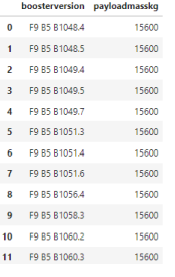 boosterversion payloadmasskg
0 F9 B5 B1048.4 15600
1 F9 B5 B1048.5 15600
2 F9 B5 B1049.4 15600
3 F9 B5 B1049.5 15600
4 F9 B5 B1049.7 15600
5 F9 B5 B1051.3 15600
6 F9 B5 B1051.4 15600
7 F9 B5 B1051.6 15600
8 F9 B5 B1056.4 15600
9 F9 B5 B1058.3 15600
10 F9 B5 B1060.2 15600
11 F9 B5 B1060.3 15600